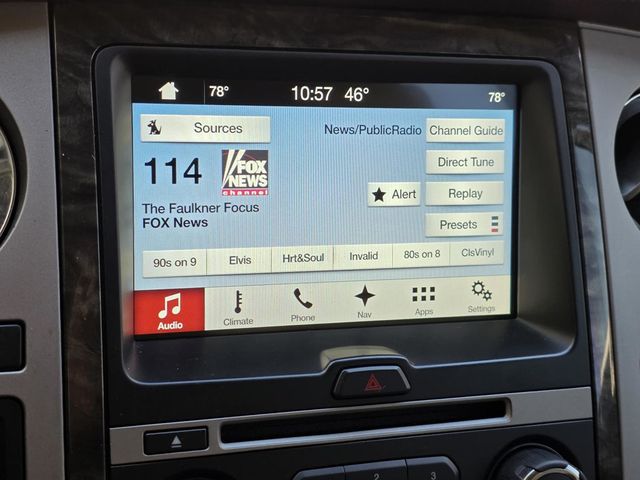 78° 10:57 46° 78°
Sources News/PublicRadio Channel Guide
114 FOX NEWS channel Direct Tune
Alert Replay
The Faulkner Focus
FOX News Presets
90s on 9 Elvis Hrt&Soul Invalid 80s on 8 ClsVinyl
Audio Climate Phone Nav Apps Settings
2 3